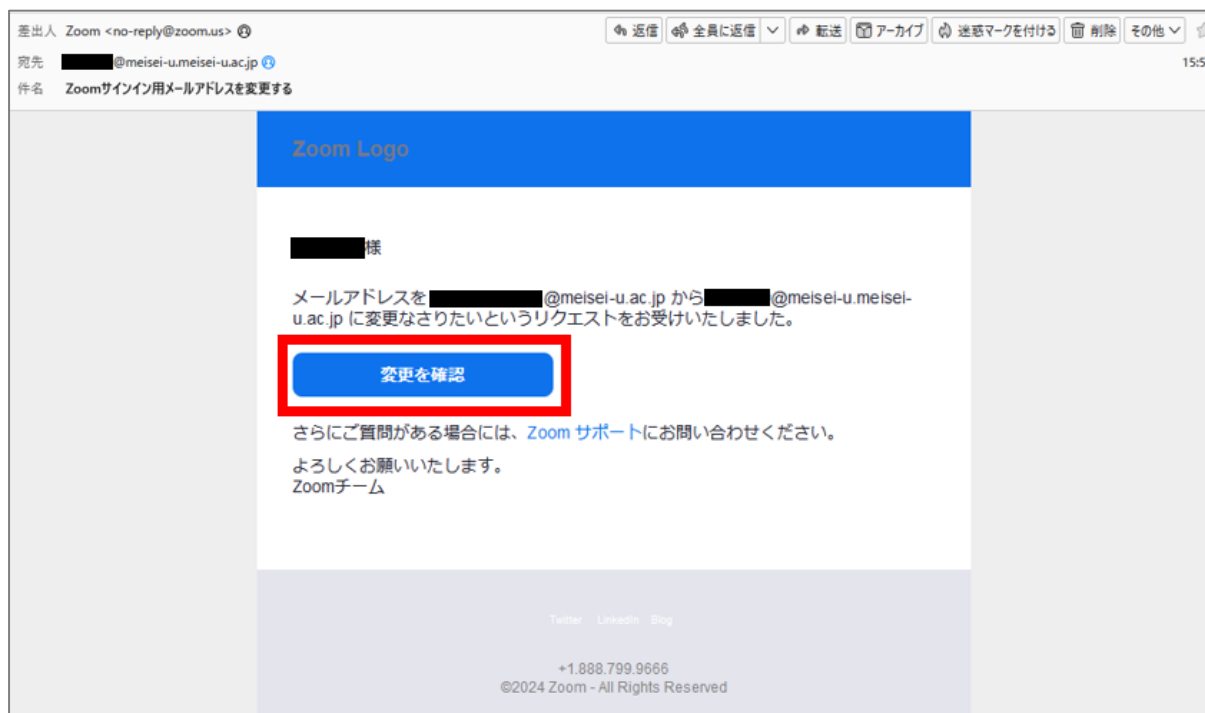 差出人 Zoom <no-reply@zoom.us>
返信 全員に返信 転送 アーカイブ 迷惑マークを付ける 削除 その他
宛先 @meisei-u.meisei-u.ac.jp
15:5
件名 Zoomサインイン用メールアドレスを変更する
Zoom Logo
様
メールアドレスを @meisei-u.ac.jp から @meisei-u.meisei-
u.ac.jp に変更なさりたいというリクエストをお受けいたしました。
変更を確認
さらにご質問がある場合には、Zoom サポートにお問い合わせください。
よろしくお願いいたします。
Zoomチーム
Twitter LinkedIn Blog
+1.888.799.9666
©2024 Zoom - All Rights Reserved